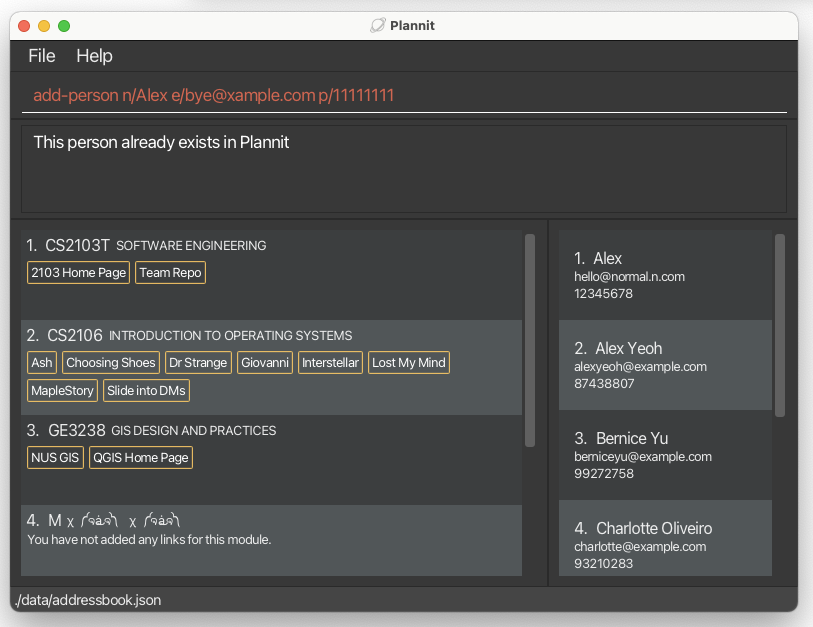 Plannit
File Help
add-person n/Alex e/bye@xample.com p/11111111
This person already exists in Plannit
1. CS2103T SOFTWARE ENGINEERING
2103 Home Page Team Repo
2. CS2106 INTRODUCTION TO OPERATING SYSTEMS
Ash Choosing Shoes Dr Strange Giovanni Interstellar Lost My Mind
MapleStory Slide into DMs
3. GE3238 GIS DESIGN AND PRACTICES
NUS GIS QGIS Home Page
4. M
You have not added any links for this module.
1. Alex
hello@normal.n.com
12345678
2. Alex Yeoh
alexyeoh@example.com
87438807
3. Bernice Yu
berniceyu@example.com
99272758
4. Charlotte Oliveiro
charlotte@example.com
93210283
./data/addressbook.json